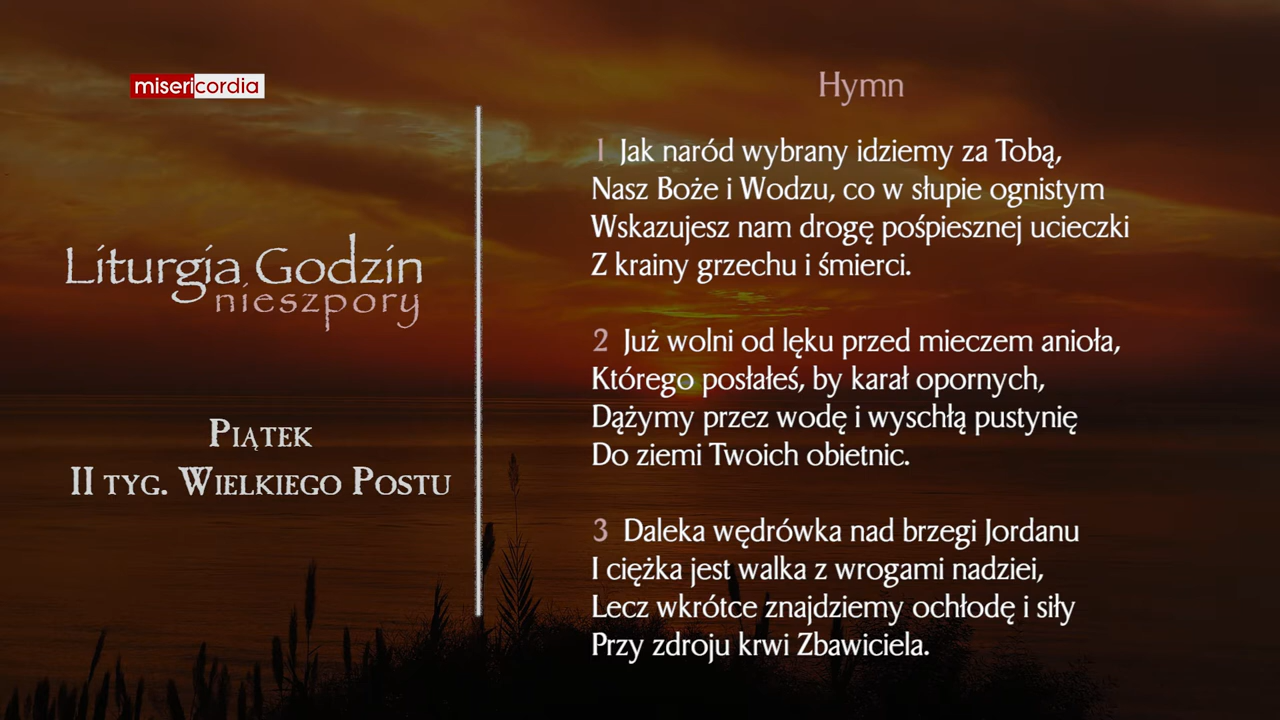 misericordia
Liturgia Godzin
nieszpory
Piątek
II tyg. Wielkiego Postu
Hymn
1 Jak naród wybrany idziemy za Tobą,
Nasz Boże i Wodzu, co w słupie ognistym
Wskazujesz nam drogę pośpiesznej ucieczki
Z krainy grzechu i śmierci.
2 Już wolni od lęku przed mieczem anioła,
Którego posłałeś, by karał opornych,
Dążymy przez wodę i wyschłą pustynię
Do ziemi Twoich obietnic.
3 Daleka wędrówka nad brzegi Jordanu
I ciężka jest walka z wrogami nadziei,
Lecz wkrótce znajdziemy ochłodę i siły
Przy zdroju krwi Zbawiciela.